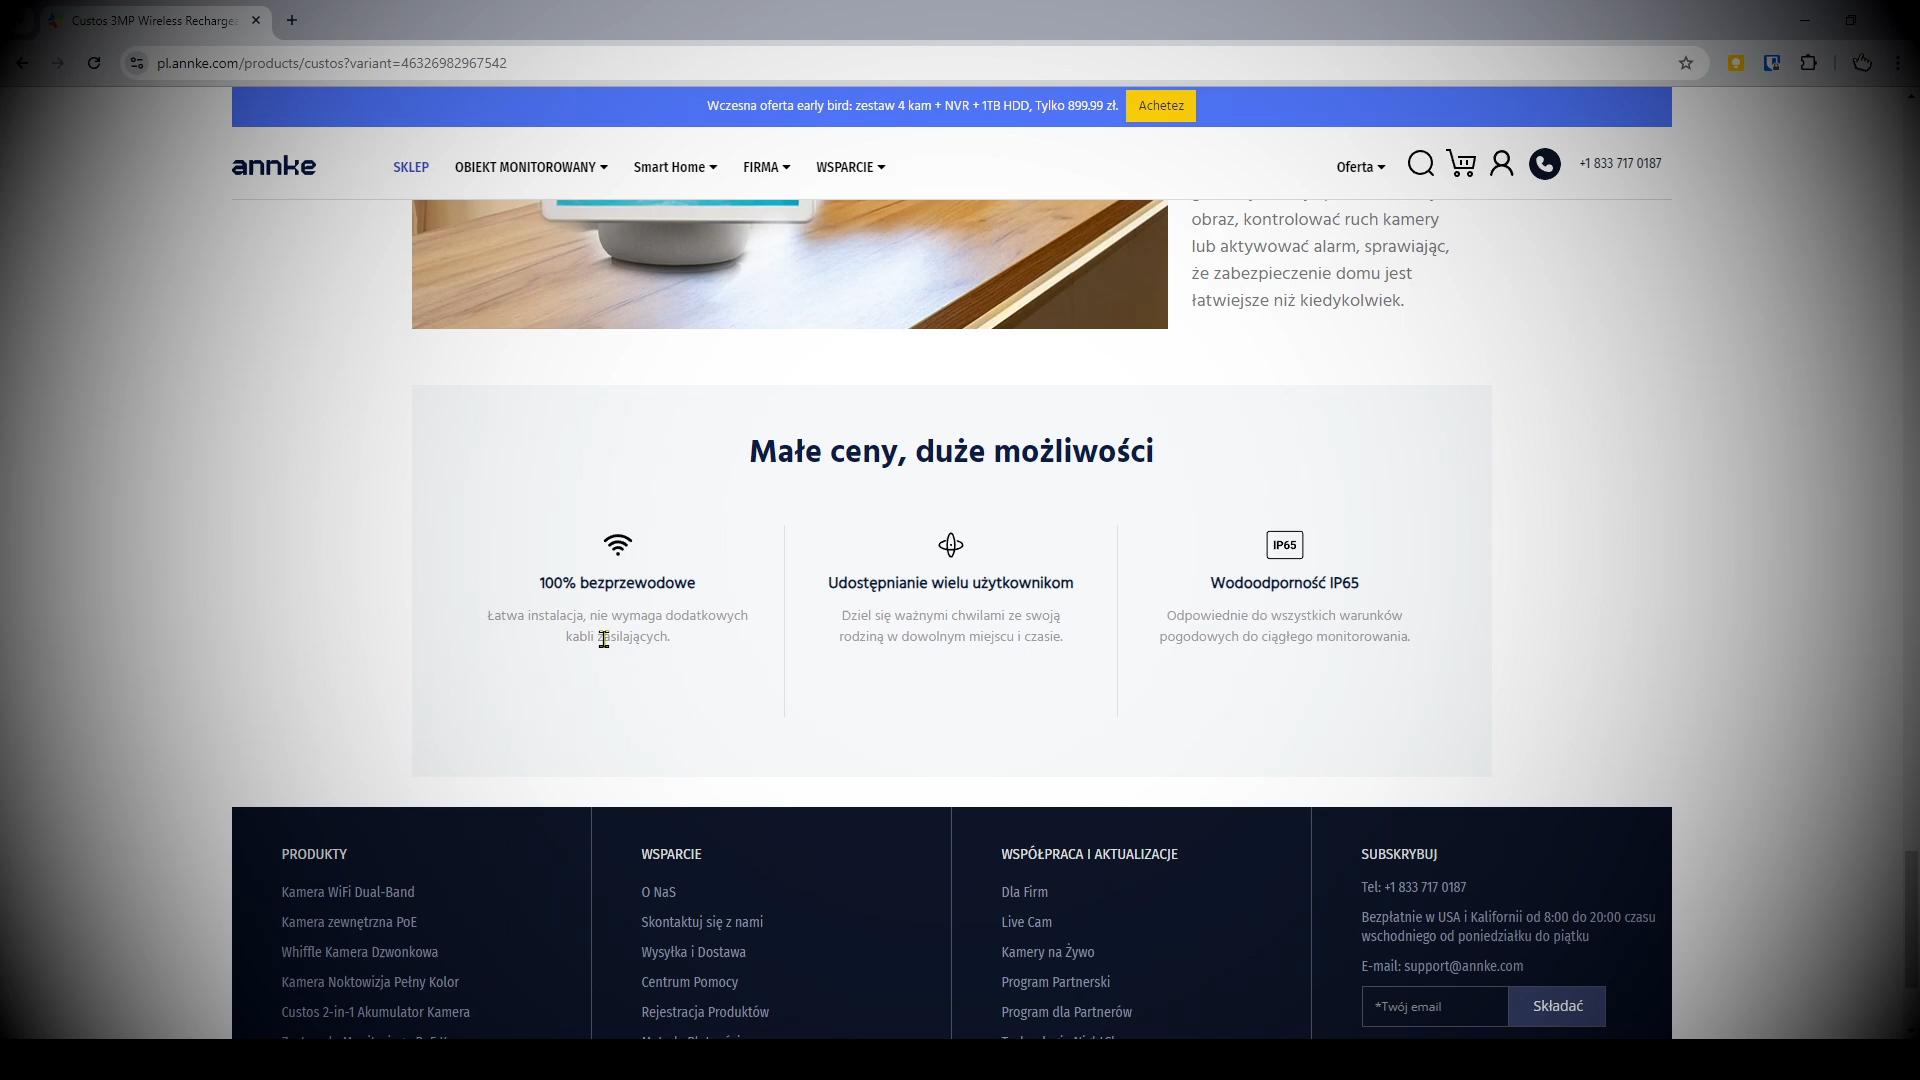 Custos 3MP Wireless Recharge
pl.annke.com/products/custos?variant=46326982967542
Wczesna oferta early bird: zestaw 4 kam + NVR + 1TB HDD, Tylko 899.99 zł.
Achetez
annke
SKLEP
OBIEKT MONITOROWANY
Smart Home
FIRMA
WSPARCIE
Oferta
+1 833 717 0187
obraz, kontrolować ruch kamery
lub aktywować alarm, sprawiając,
że zabezpieczenie domu jest
łatwiejsze niż kiedykolwiek.
Małe ceny, duże możliwości
100% bezprzewodowe
Łatwa instalacja, nie wymaga dodatkowych
kabli zasilających.
Udostępnianie wielu użytkownikom
Dziel się ważnymi chwilami ze swoją
rodziną w dowolnym miejscu i czasie.
IP65
Wodoodporność IP65
Odpowiednie do wszystkich warunków
pogodowych do ciągłego monitorowania.
PRODUKTY
Kamera WiFi Dual-Band
Kamera zewnętrzna PoE
Whiffle Kamera Dzwonkowa
Kamera Noktowizja Pełny Kolor
Custos 2-in-1 Akumulator Kamera
WSPARCIE
O NaS
Skontaktuj się z nami
Wysyłka i Dostawa
Centrum Pomocy
Rejestracja Produktów
WSPÓŁPRACA I AKTUALIZACJE
Dla Firm
Live Cam
Kamery na Żywo
Program Partnerski
Program dla Partnerów
SUBSKRYBUJ
Tel: +1 833 717 0187
Bezpłatnie w USA i Kalifornii od 8:00 do 20:00 czasu
wschodniego od poniedziałku do piątku
E-mail: support@annke.com
*Twój email
Składać